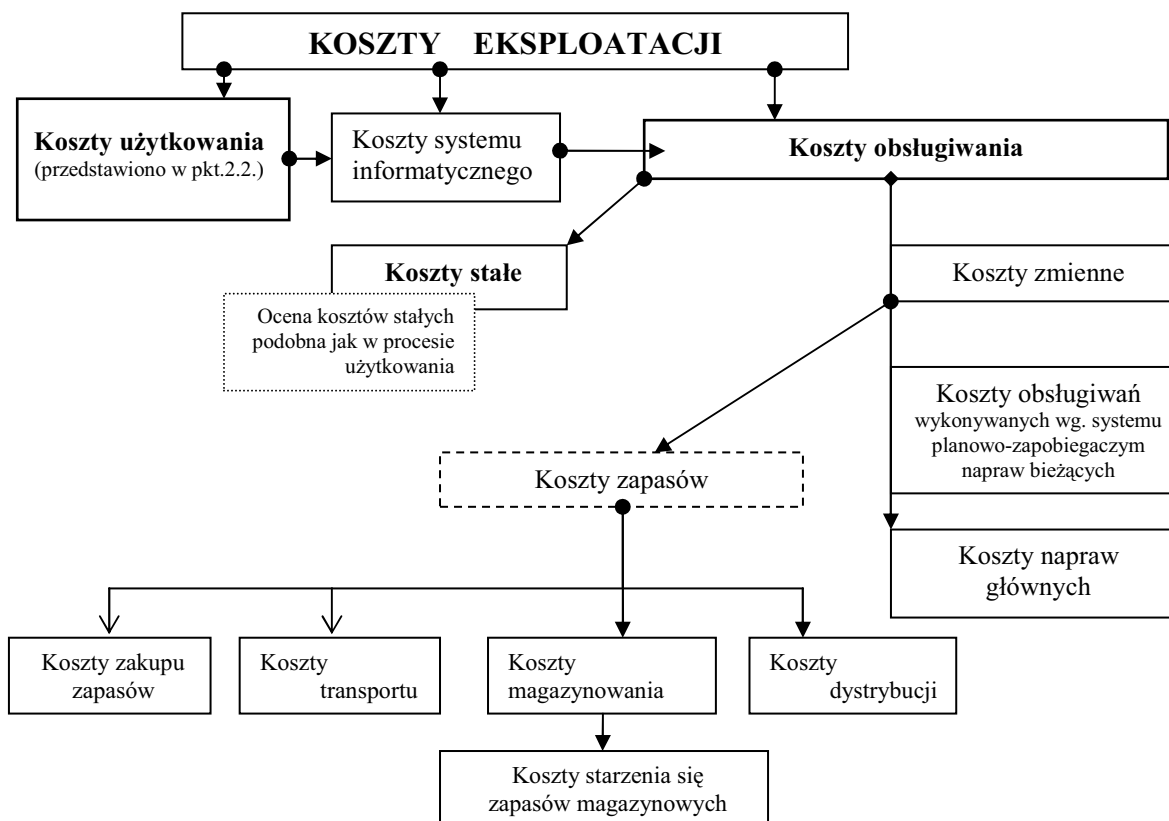 KOSZTY EKSPLOATACJI
Koszty użytkowania
(przedstawiono w pkt.2.2.)
Koszty systemu
informatycznego
Koszty obsługiwania
Koszty stałe
Ocena kosztów stałych
podobna jak w procesie
użytkowania
Koszty zmienne
Koszty obsługiwań
wykonywanych wg. systemu
planowo-zapobiegaczym
napraw bieżących
Koszty zapasów
Koszty napraw
głównych
Koszty zakupu
zapasów
Koszty
transportu
Koszty
magazynowania
Koszty
dystrybucji
Koszty starzenia się
zapasów magazynowych